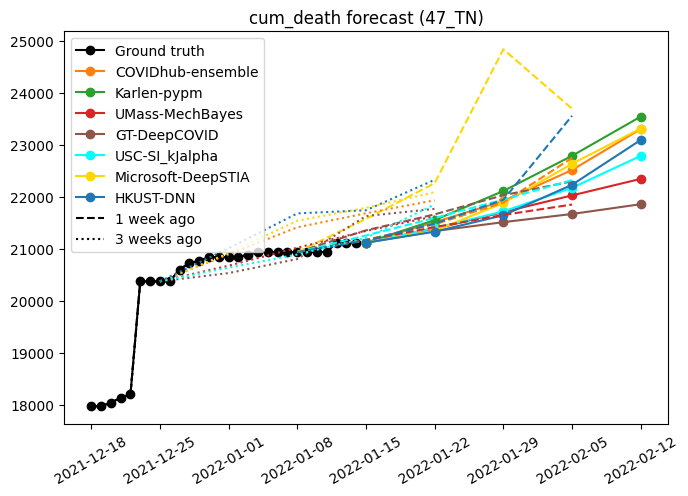 cum_death forecast (47_TN)
25000
24000
23000
22000
21000
20000
19000
18000
Ground truth
COVIDhub-ensemble
Karlen-pypm
UMass-MechBayes
GT-DeepCOVID
USC-SI_kJalpha
Microsoft-DeepSTIA
HKUST-DNN
1 week ago
3 weeks ago
2021-12-18
2021-12-25
2022-01-01
2022-01-08
2022-01-15
2022-01-22
2022-01-29
2022-02-05
2022-02-12